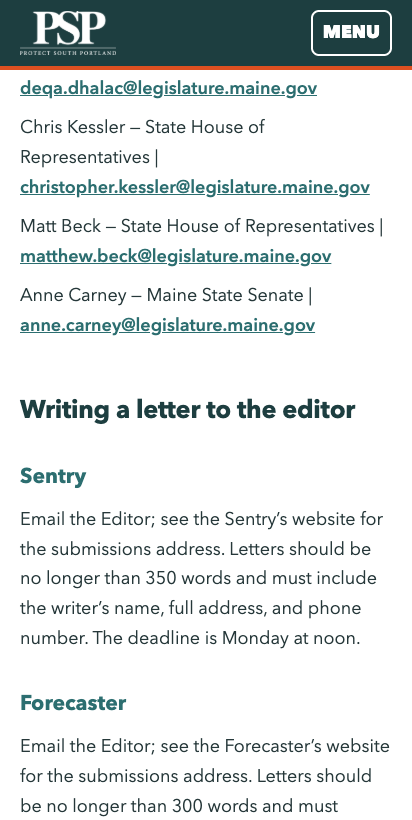 PSP
PROTECT SOUTH PORTLAND
MENU
deqa.dhalac@legislature.maine.gov
Chris Kessler – State House of
Representatives |
christopher.kessler@legislature.maine.gov
Matt Beck – State House of Representatives |
matthew.beck@legislature.maine.gov
Anne Carney – Maine State Senate |
anne.carney@legislature.maine.gov
Writing a letter to the editor
Sentry
Email the Editor; see the Sentry’s website for
the submissions address. Letters should be
no longer than 350 words and must include
the writer’s name, full address, and phone
number. The deadline is Monday at noon.
Forecaster
Email the Editor; see the Forecaster’s website
for the submissions address. Letters should
be no longer than 300 words and must